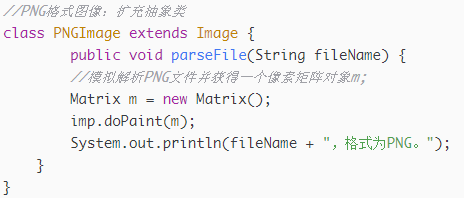 //PNG格式图像：扩充抽象类
class PNGImage extends Image {
public void parseFile(String fileName) {
//模拟解析PNG文件并获得一个像素矩阵对象m;
Matrix m = new Matrix();
imp.doPaint(m);
System.out.println(fileName + "，格式为PNG。");
}
}